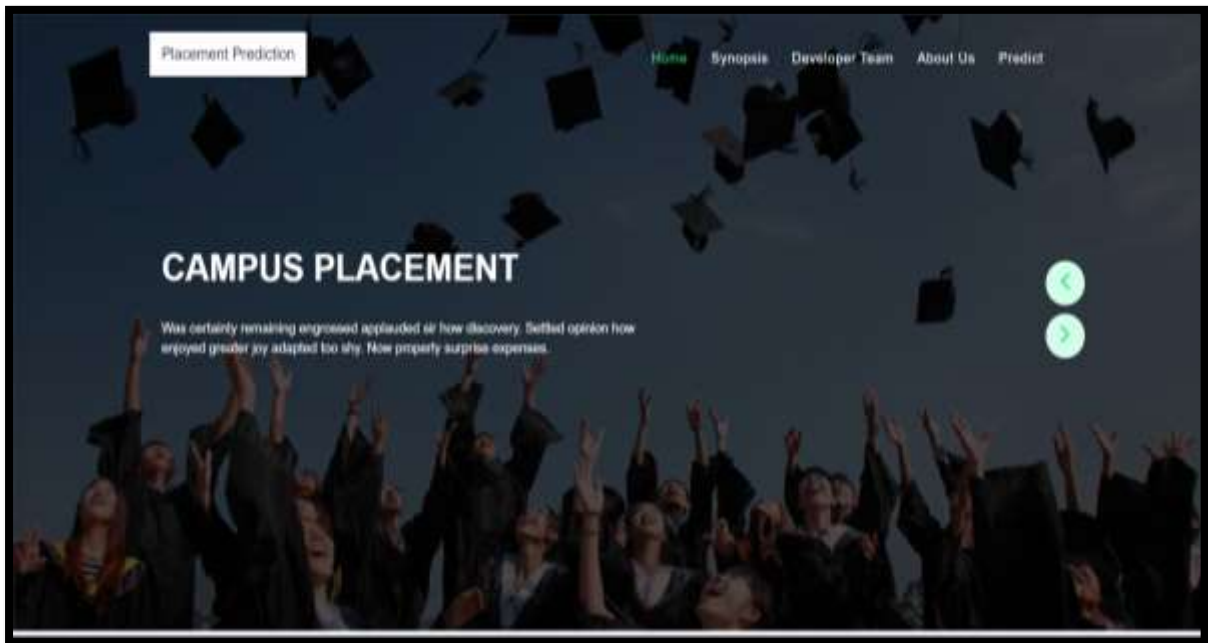 Placement Prediction
Home Synopsis Developer Team About Us Predict
CAMPUS PLACEMENT
Was certainly remaining engrossed applauded sir how discovery. Settled opinion how
enjoyed greater joy adapted too shy. Now properly surprise expenses.